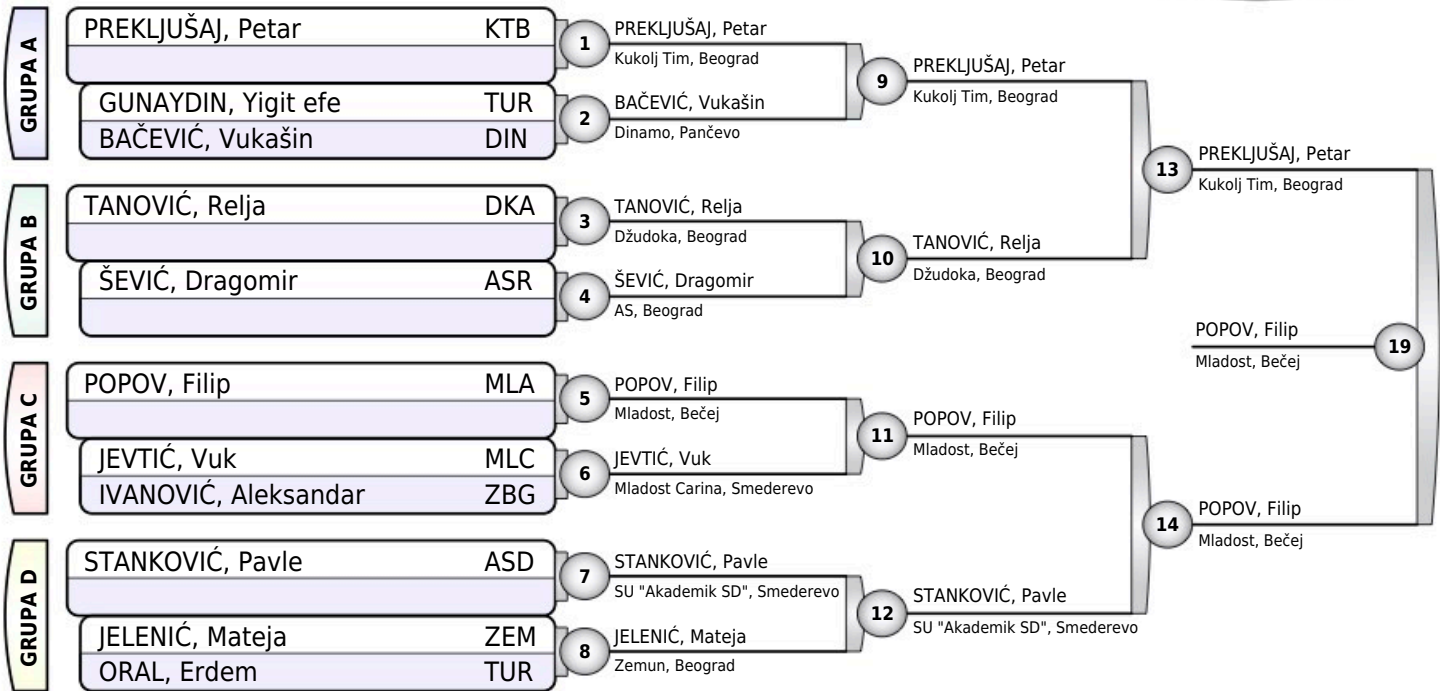 GRUPA A
PREKLJUŠAJ, Petar KTB
GUNAYDIN, Yigit efe TUR
BAČEVIĆ, Vukašin DIN
1
PREKLJUŠAJ, Petar
Kukolj Tim, Beograd
2
BAČEVIĆ, Vukašin
Dinamo, Pančevo
9
PREKLJUŠAJ, Petar
Kukolj Tim, Beograd
GRUPA B
TANOVIĆ, Relja DKA
ŠEVIĆ, Dragomir ASR
3
TANOVIĆ, Relja
Džudoka, Beograd
4
ŠEVIĆ, Dragomir
AS, Beograd
10
TANOVIĆ, Relja
Džudoka, Beograd
13
PREKLJUŠAJ, Petar
Kukolj Tim, Beograd
GRUPA C
POPOV, Filip MLA
JEVTIĆ, Vuk MLC
IVANOVIĆ, Aleksandar ZBG
5
POPOV, Filip
Mladost, Bečej
6
JEVTIĆ, Vuk
Mladost Carina, Smederevo
11
POPOV, Filip
Mladost, Bečej
GRUPA D
STANKOVIĆ, Pavle ASD
JELENIĆ, Mateja ZEM
ORAL, Erdem TUR
7
STANKOVIĆ, Pavle
SU "Akademik SD", Smederevo
8
JELENIĆ, Mateja
Zemun, Beograd
12
STANKOVIĆ, Pavle
SU "Akademik SD", Smederevo
14
POPOV, Filip
Mladost, Bečej
POPOV, Filip
Mladost, Bečej
19